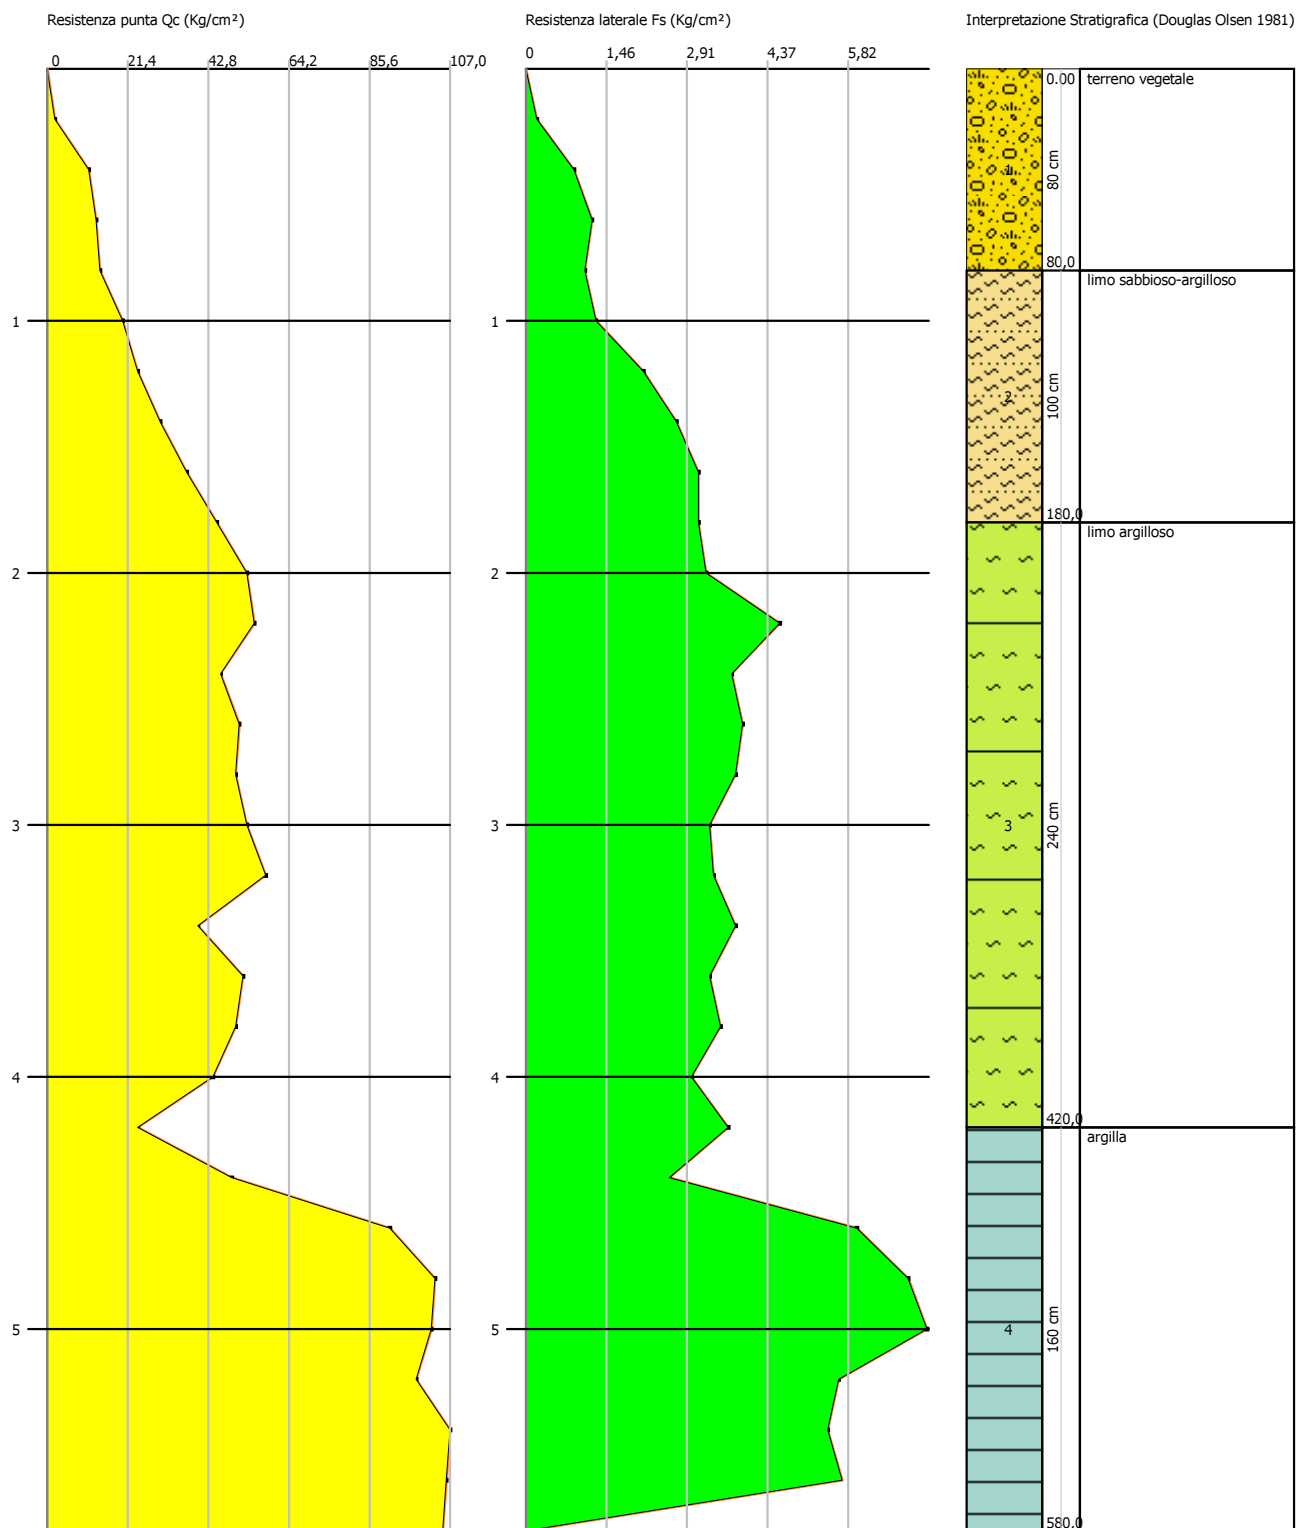 Resistenza punta Qc (Kg/cm²)
0 21,4 42,8 64,2 85,6 107,0
1
2
3
4
5
Resistenza laterale Fs (Kg/cm²)
0 1,46 2,91 4,37 5,82
1
2
3
4
5
Interpretazione Stratigrafica (Douglas Olsen 1981)
0.00
terreno vegetale
1
80 cm
80,0
limo sabbioso-argilloso
2
100 cm
180,0
limo argilloso
3
240 cm
420,0
argilla
4
160 cm
580,0